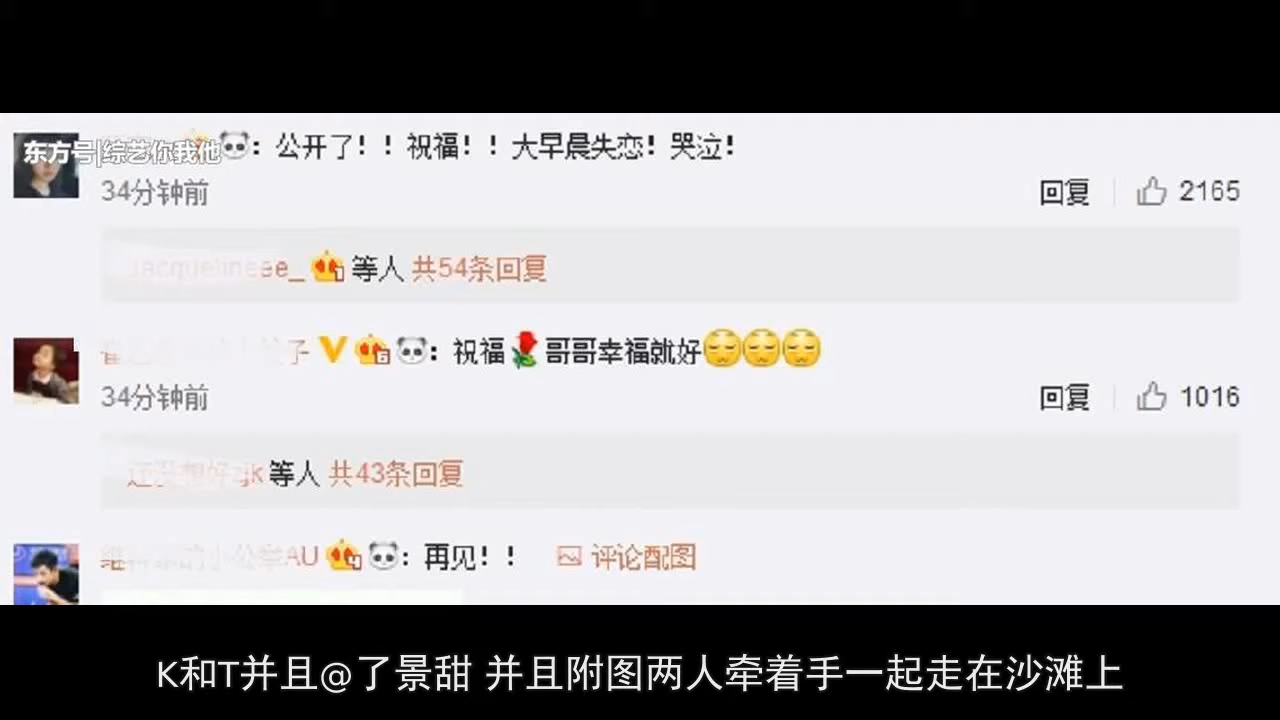 东方号|综艺你我他
：公开了！！祝福！！大早晨失恋！哭泣！
34分钟前
回复 2165
Jacquelineee_ 等人 共54条回复
子 ：祝福 哥哥幸福就好
34分钟前
回复 1016
等人 共43条回复
AU ：再见！！ 评论配图
K和T并且@了景甜 并且附图两人牵着手一起走在沙滩上